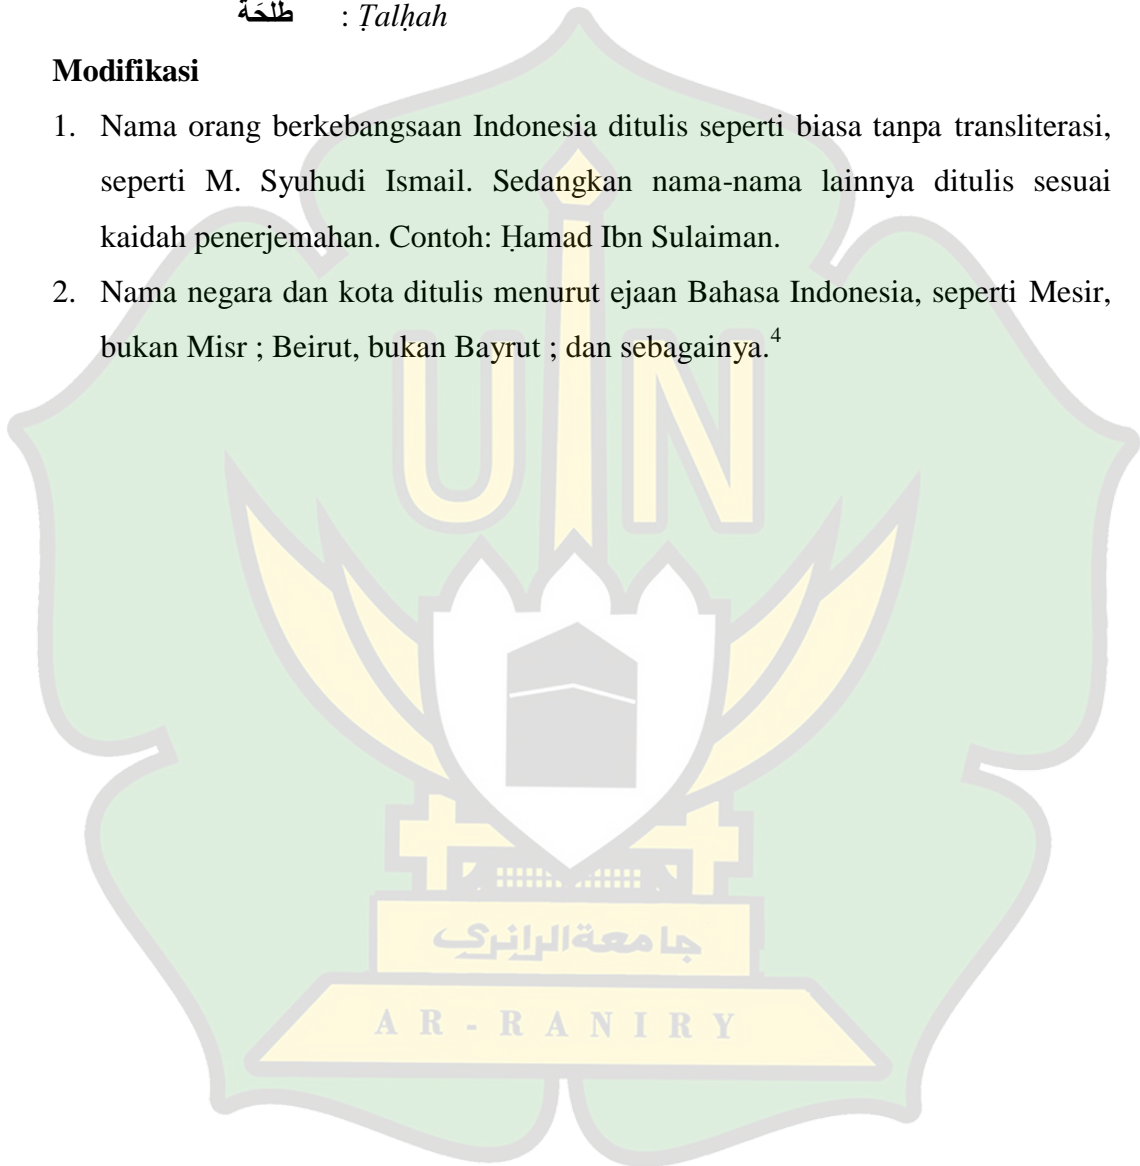 طَلْحَةْ : Ṭalḥah
Modifikasi
1. Nama orang berkebangsaan Indonesia ditulis seperti biasa tanpa transliterasi,
seperti M. Syuhudi Ismail. Sedangkan nama-nama lainnya ditulis sesuai
kaidah penerjemahan. Contoh: Ḥamad Ibn Sulaiman.
2. Nama negara dan kota ditulis menurut ejaan Bahasa Indonesia, seperti Mesir,
bukan Misr ; Beirut, bukan Bayrut ; dan sebagainya.4
UIN
جامعةالرانري
AR-RANIRY